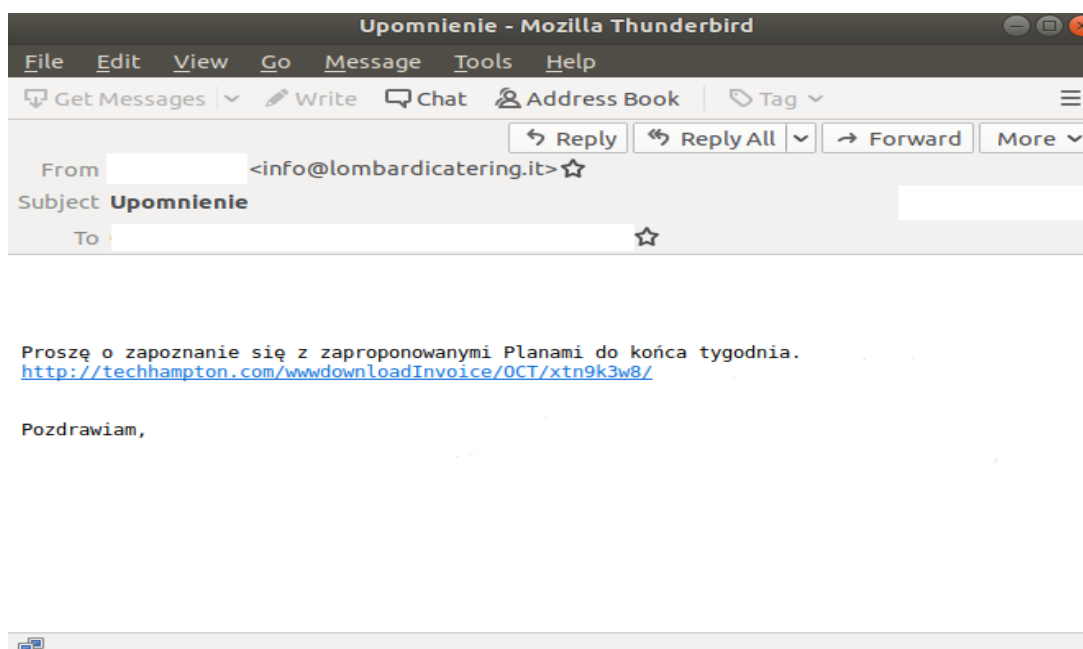 Upomnienie - Mozilla Thunderbird
File Edit View Go Message Tools Help
Get Messages Write Chat Address Book Tag
Reply Reply All Forward More
From <info@lombardicatering.it>
Subject Upomnienie
To
Proszę o zapoznanie się z zaproponowanymi Planami do końca tygodnia.
http://techhampton.com/wwwdownloadInvoice/OCT/xtn9k3w8/
Pozdrawiam,